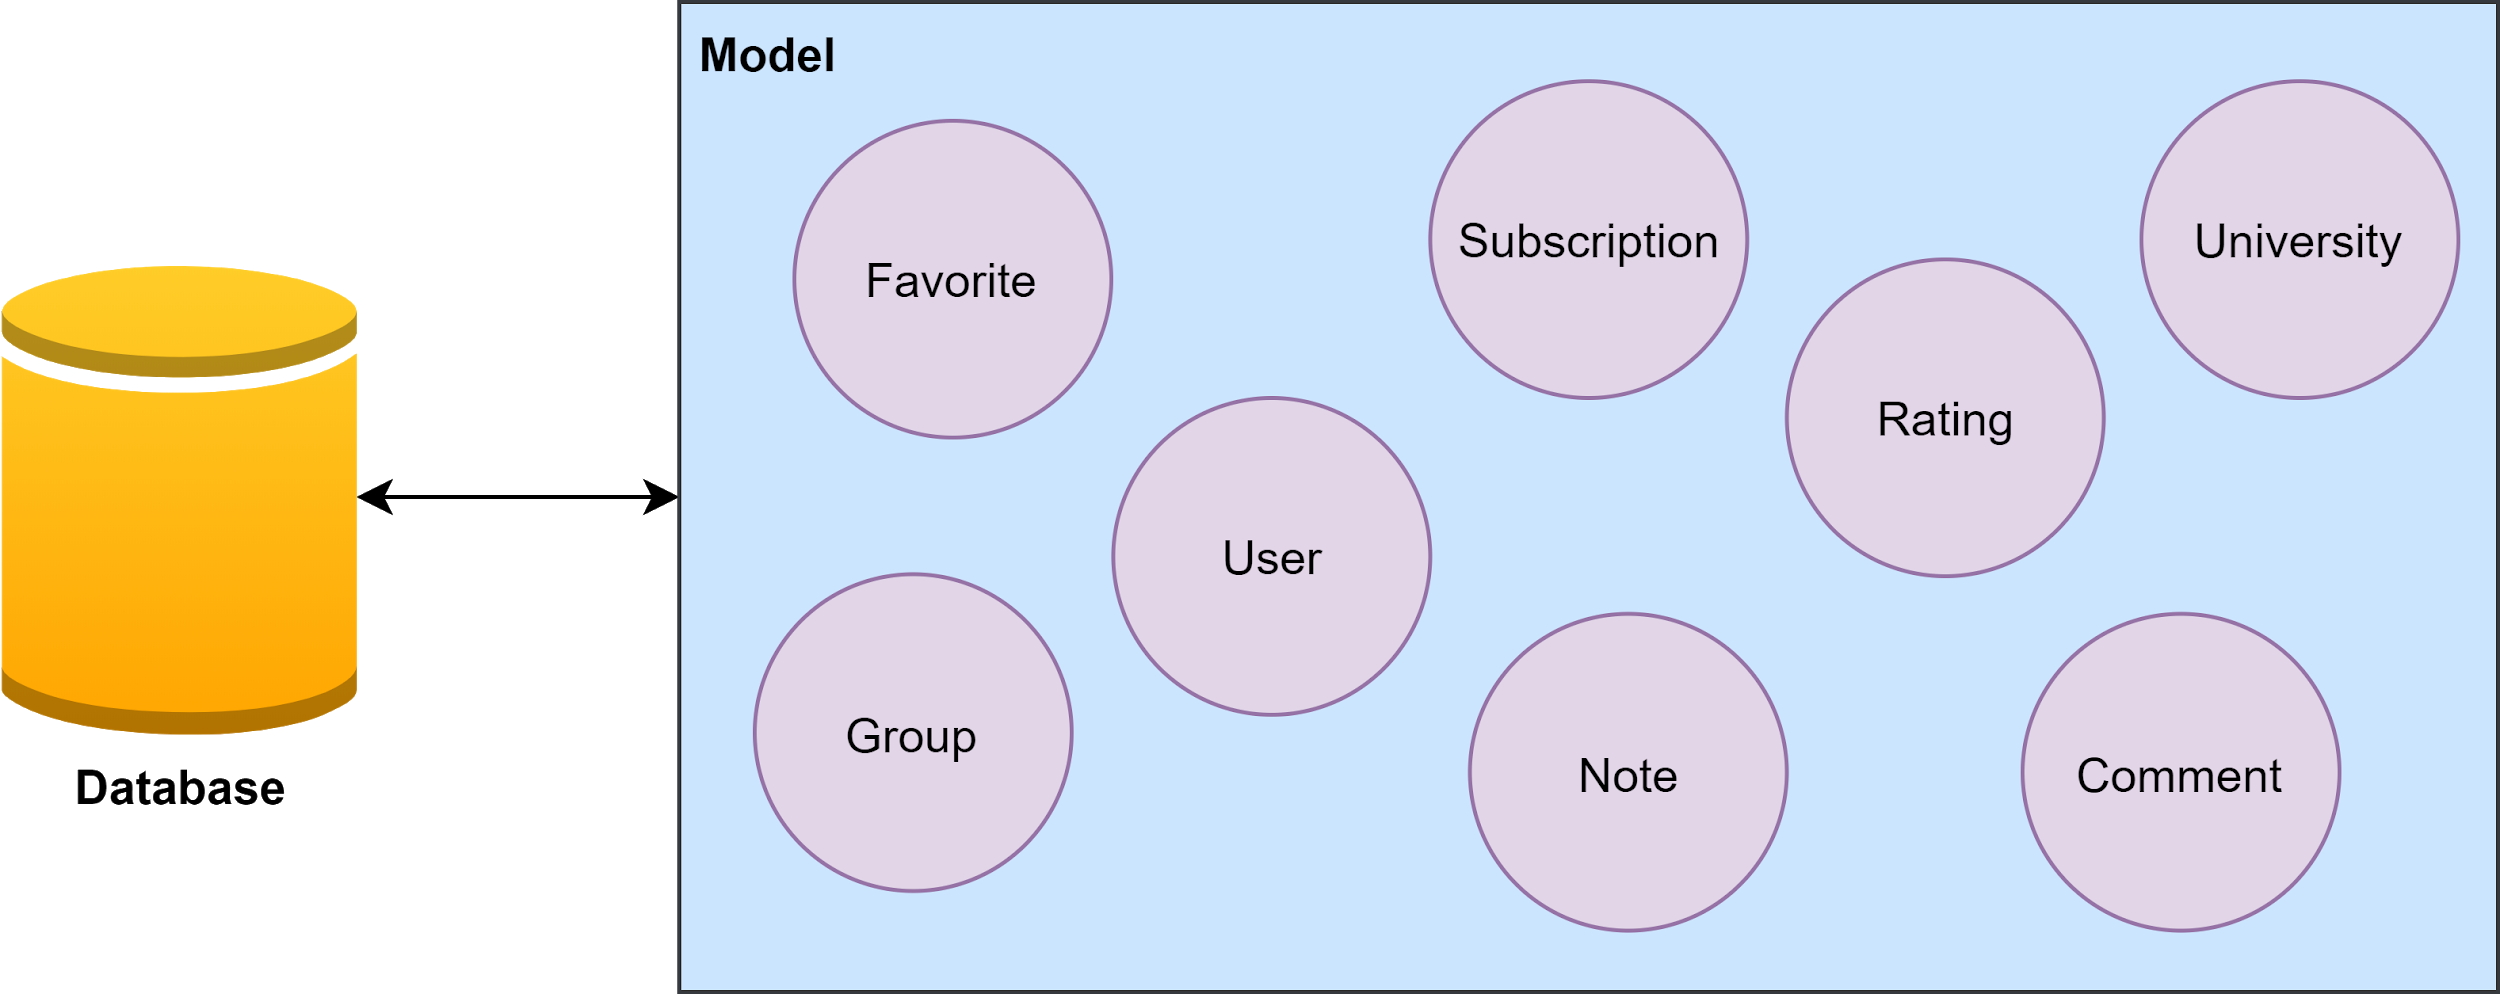 Model
Favorite
Subscription
University
Rating
User
Group
Note
Comment
Database